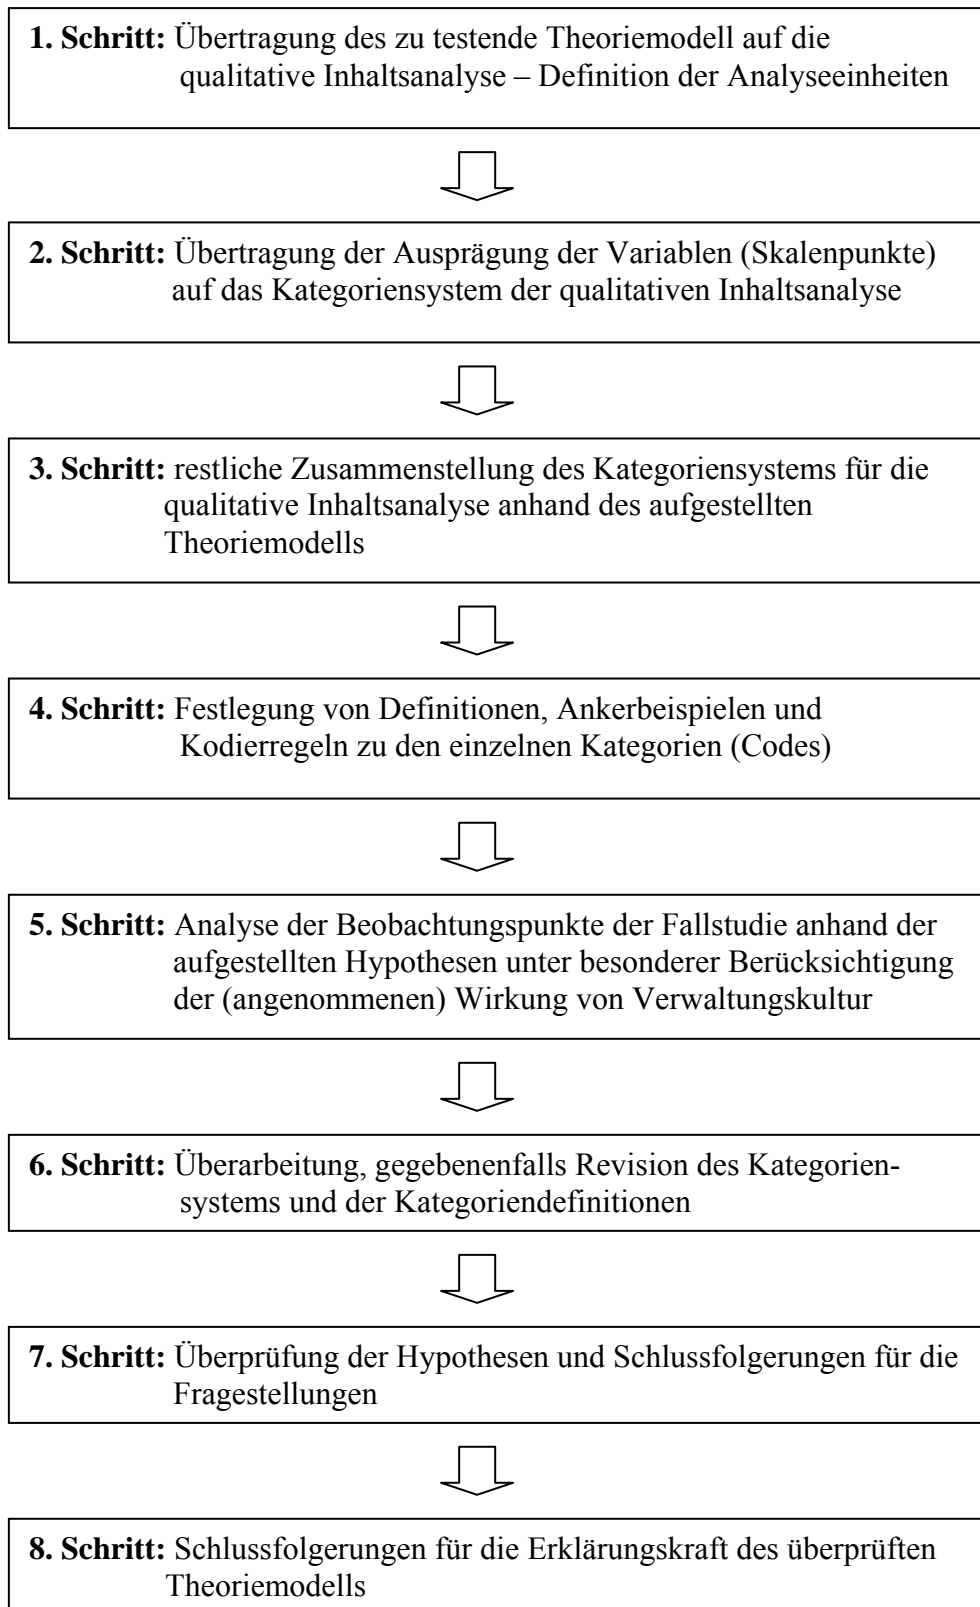 1. Schritt: Übertragung des zu testende Theoriemodell auf die
qualitative Inhaltsanalyse – Definition der Analyseeinheiten
2. Schritt: Übertragung der Ausprägung der Variablen (Skalenpunkte)
auf das Kategoriensystem der qualitativen Inhaltsanalyse
3. Schritt: restliche Zusammenstellung des Kategoriensystems für die
qualitative Inhaltsanalyse anhand des aufgestellten
Theoriemodells
4. Schritt: Festlegung von Definitionen, Ankerbeispielen und
Kodierregeln zu den einzelnen Kategorien (Codes)
5. Schritt: Analyse der Beobachtungspunkte der Fallstudie anhand der
aufgestellten Hypothesen unter besonderer Berücksichtigung
der (angenommenen) Wirkung von Verwaltungskultur
6. Schritt: Überarbeitung, gegebenenfalls Revision des Kategorien-
systems und der Kategoriendefinitionen
7. Schritt: Überprüfung der Hypothesen und Schlussfolgerungen für die
Fragestellungen
8. Schritt: Schlussfolgerungen für die Erklärungskraft des überprüften
Theoriemodells